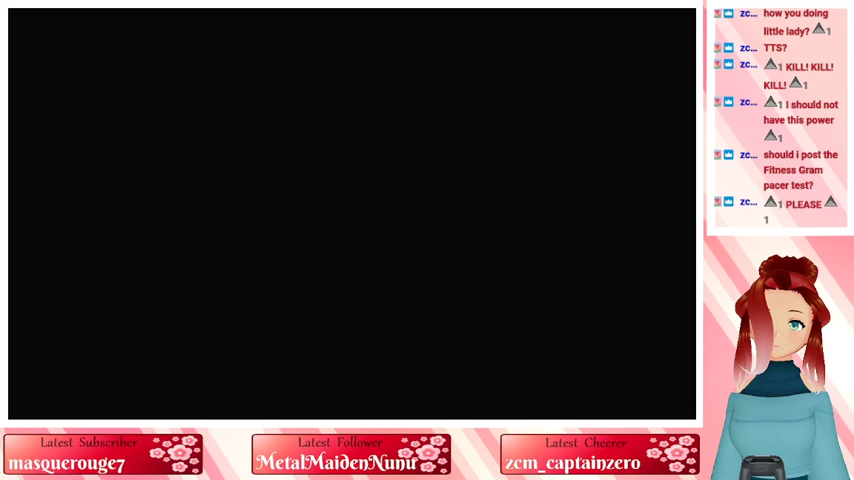 zc... how you doing
little lady? 1
zc... TTS?
zc... 1 KILL! KILL!
KILL! 1
zc... 1 I should not
have this power
1
zc... should i post the
Fitness Gram
pacer test?
zc... 1 PLEASE
1
Latest Subscriber
masquerouge7
Latest Follower
MetalMaidenNunu
Latest Cheerer
zcm_captainzero